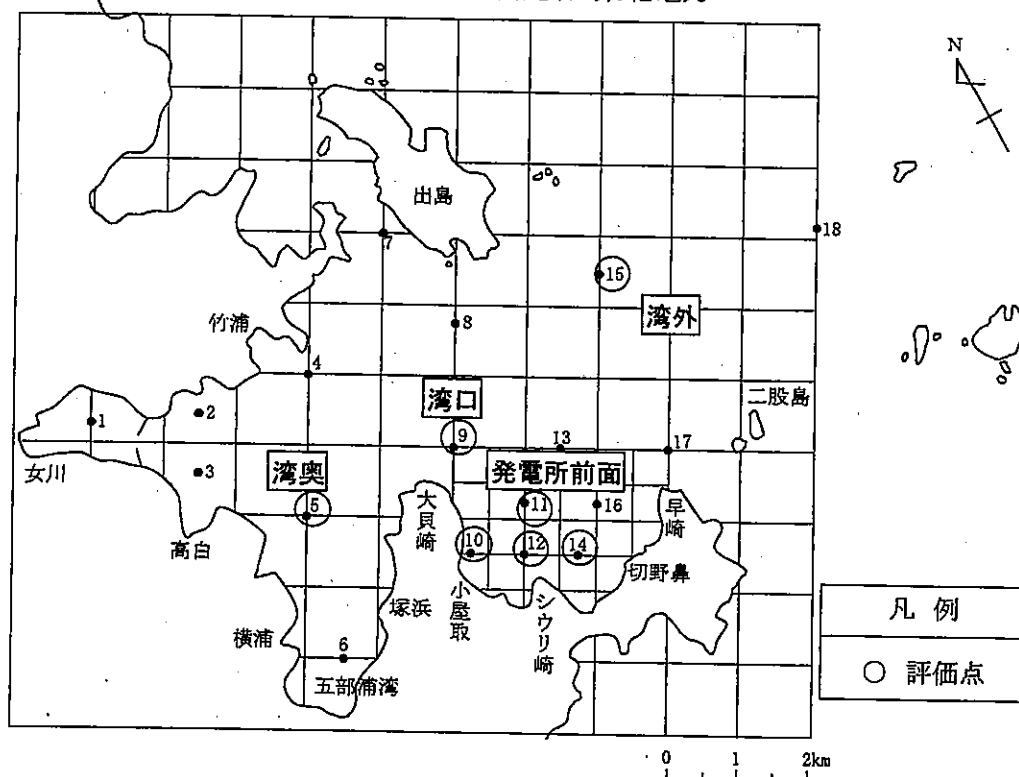 N
出島
7
18
15
湾外
竹浦
8
4
湾口
二股島
1
2
9
13
17
女川
3
湾奥
発電所前面
5
大貝崎
11
16
早崎
高白
10
12
14
切野鼻
塚浜
小屋取
シウリ崎
横浦
6
五部浦湾
凡例
○ 評価点
0 1 2km